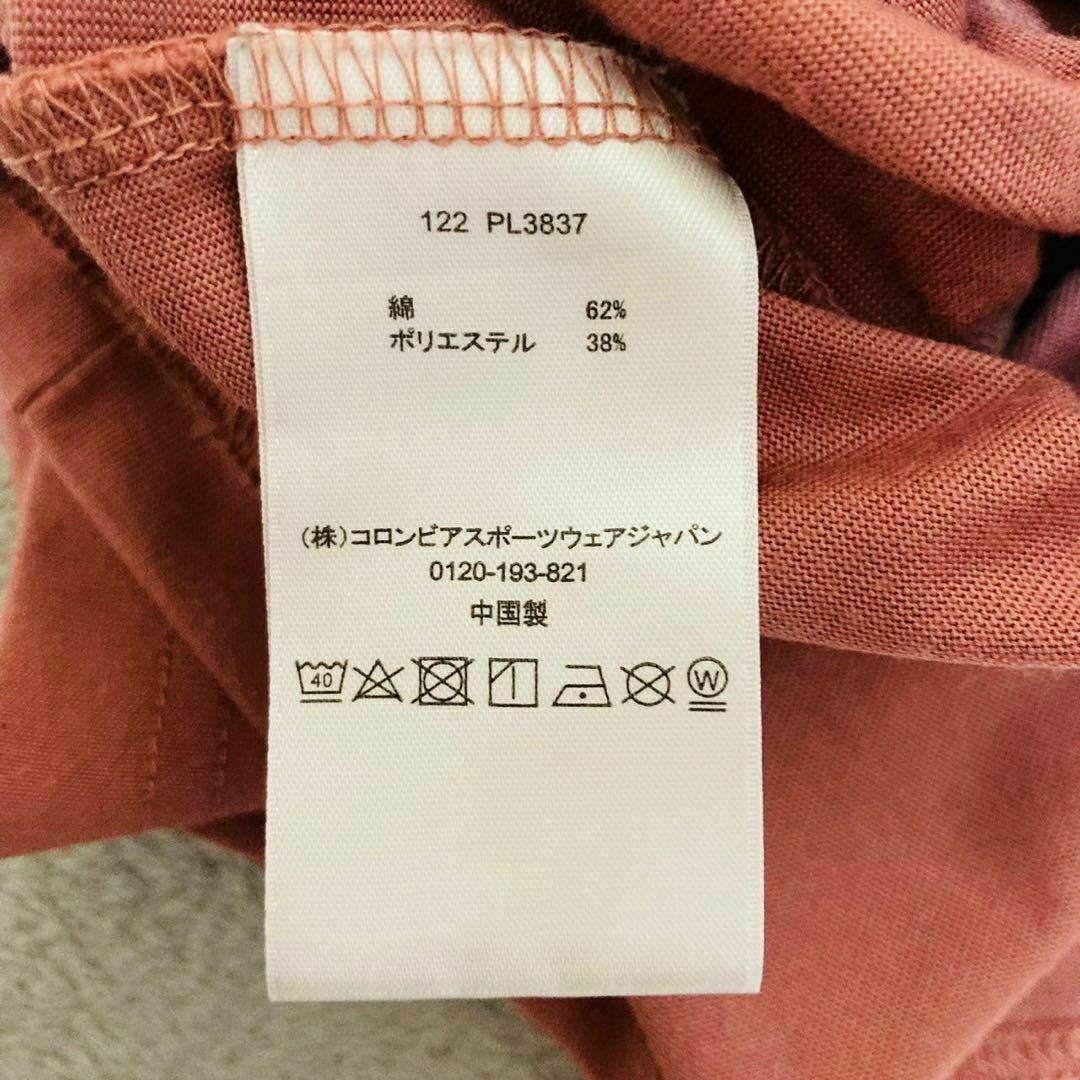 122 PL3837
綿 62%
ポリエステル 38%
(株)コロンビアスポーツウェアジャパン
0120-193-821
中国製
40 W